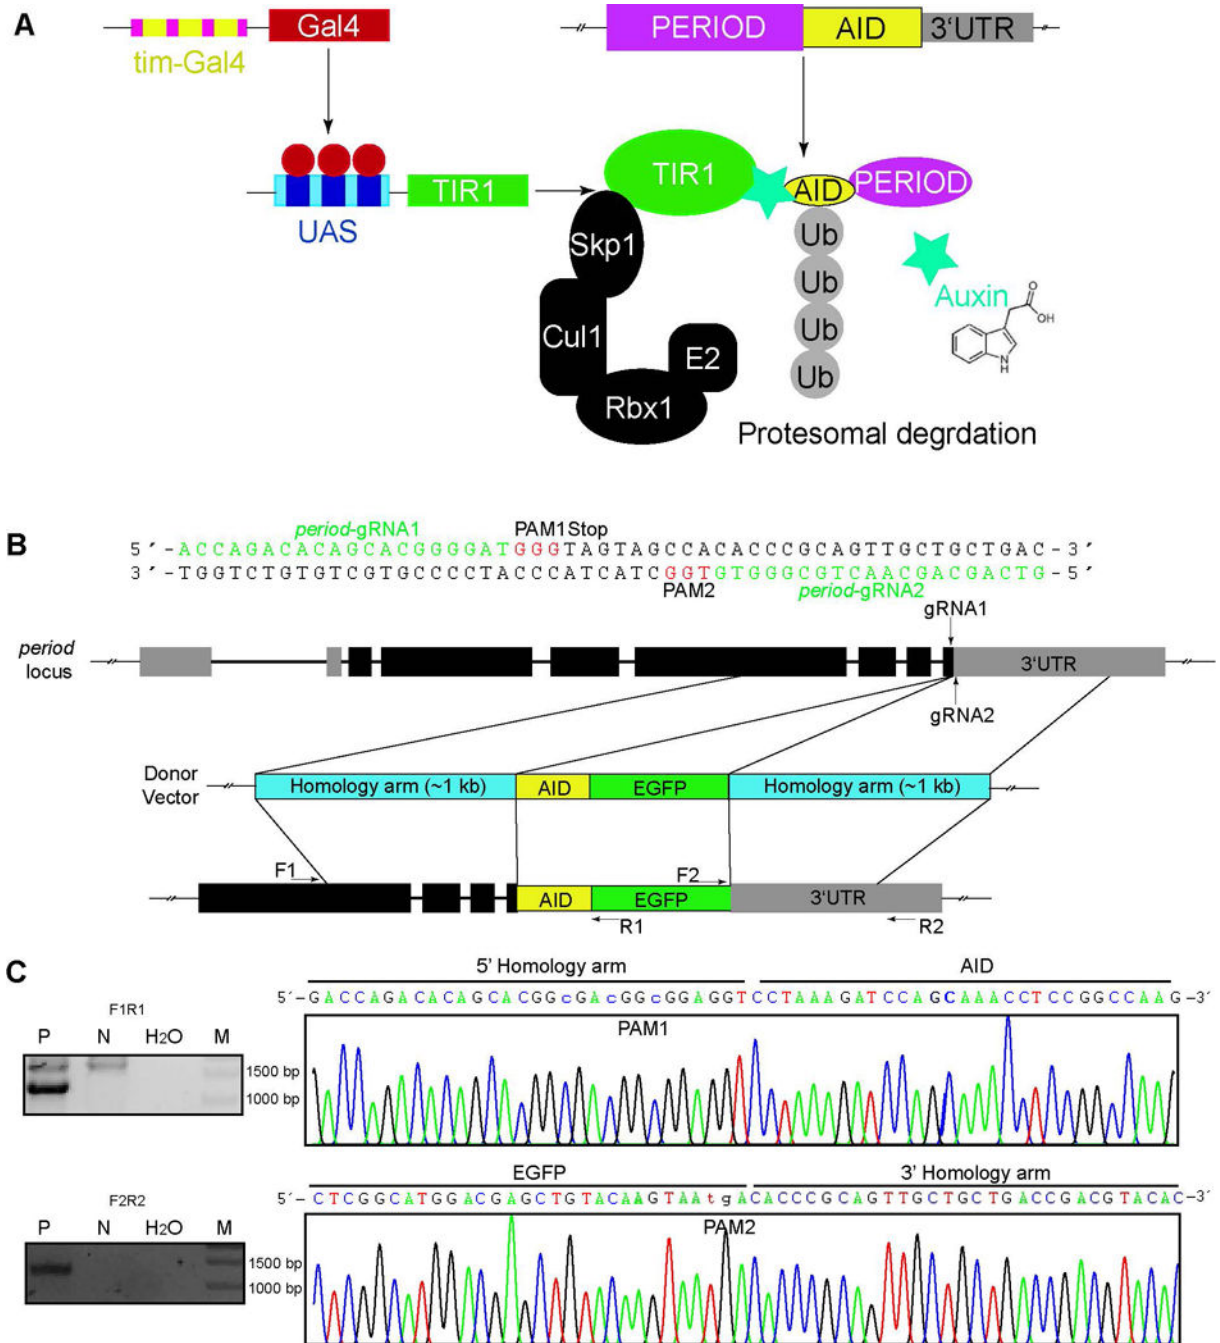 A
Gal4
tim-Gal4
PERIOD
AID
3‘UTR
TIR1
UAS
TIR1
AID
PERIOD
Skp1
Cul1
Rbx1
E2
Ub
Ub
Ub
Ub
Auxin
O
OH
N
H
Protesomal degrdation
B
period-gRNA1
PAM1Stop
5 ′ -ACCAGACACAGCACGGGGATGGGTAGTAGCCACACCCGCAGTTGCTGCTGAC-3 ′
3 ′ -TGGTCTGTGTCGTGCCCCTACCCATCATCGGTGTGGGCGTCAACGACGACTG-5 ′
PAM2
period-gRNA2
gRNA1
period
locus
3‘UTR
gRNA2
Donor
Vector
Homology arm (~1 kb)
AID
EGFP
Homology arm (~1 kb)
F1
F2
AID
EGFP
3‘UTR
R1
R2
C
5′ Homology arm
AID
5′-GACCAGACACAGCACGGcGAcGGcGGAGGTCCTAAAGATCCAGCAAACCTCCGGCCAAG-3′
F1R1
P N H2O M
1500 bp
1000 bp
PAM1
EGFP
3′ Homology arm
5′-CTCGGCATGGACGAGCTGTACAAGTAAtgACACCCGCAGTTGCTGCTGACCGACGTACAC-3′
F2R2
P N H2O M
1500 bp
1000 bp
PAM2